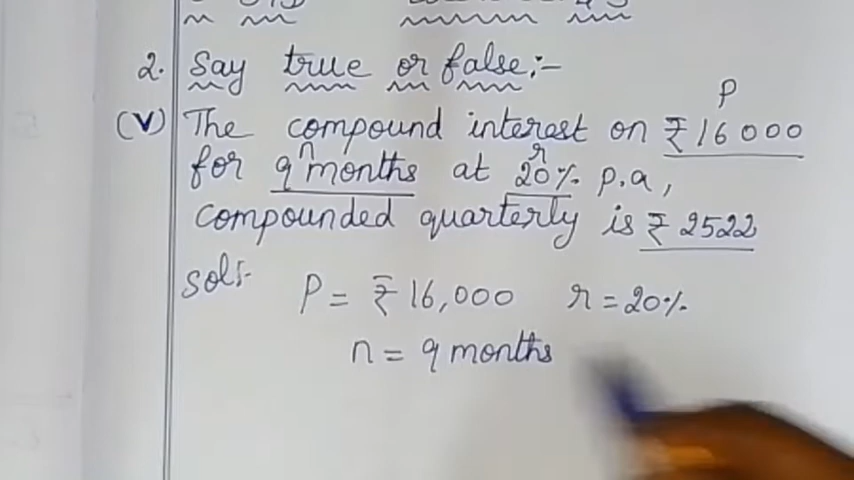 2. Say true or false:-
P
(V) The compound interest on ₹ 16000
n r
for 9 months at 20% p.a,
compounded quarterly is ₹ 2522
Sol:-
P = ₹ 16,000 r = 20%
n = 9 months